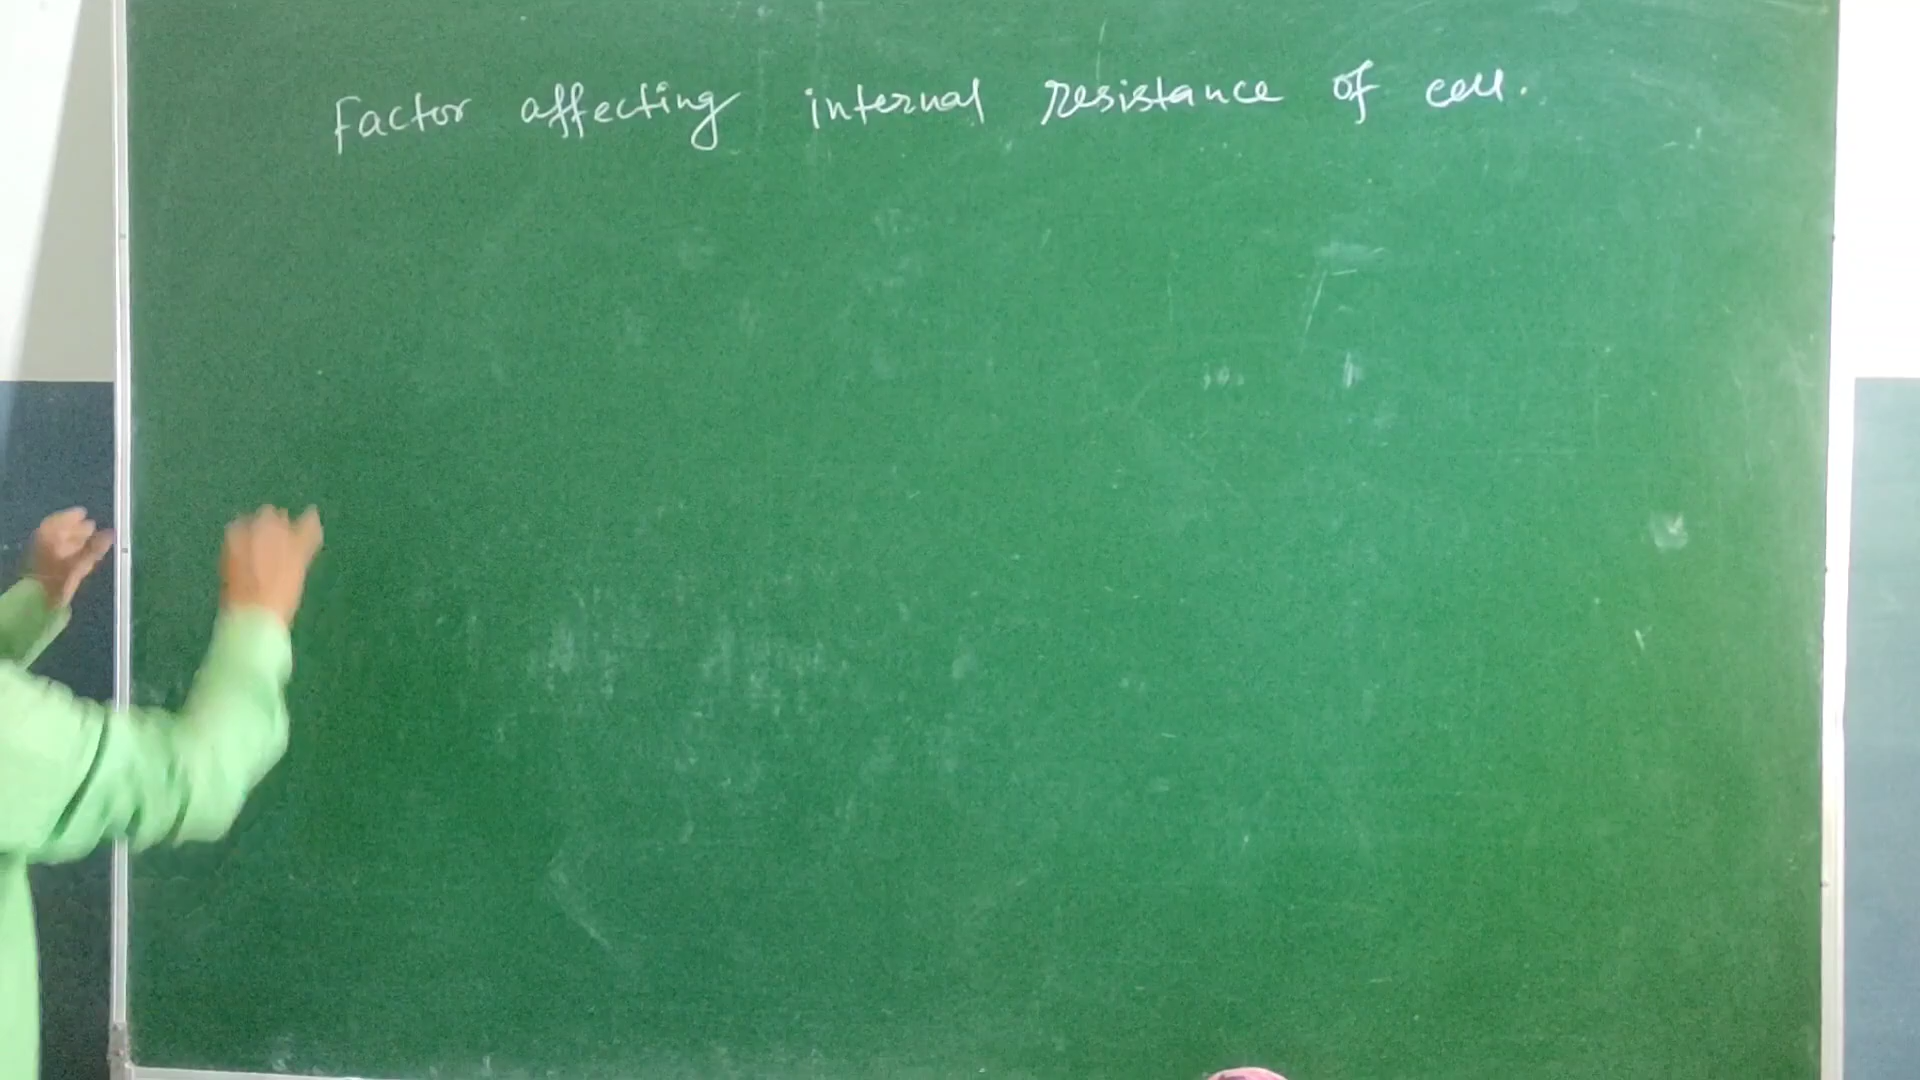 Factor affecting internal resistance of cell.